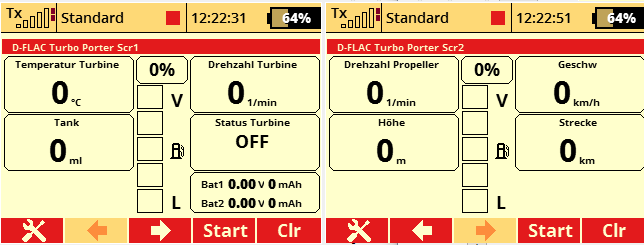 Tx Standard 12:22:31 64%
D-FLAC Turbo Porter Scr1
Temperatur Turbine
0 °C
0%
Drehzahl Turbine
0 1/min
V
Tank
0 ml
Status Turbine
OFF
Bat1 0.00 V 0 mAh
Bat2 0.00 V 0 mAh
L
Start Clr
Tx Standard 12:22:51 64%
D-FLAC Turbo Porter Scr2
Drehzahl Propeller
0 1/min
0%
Geschw
0 km/h
V
Höhe
0 m
Strecke
0 km
L
Start Clr